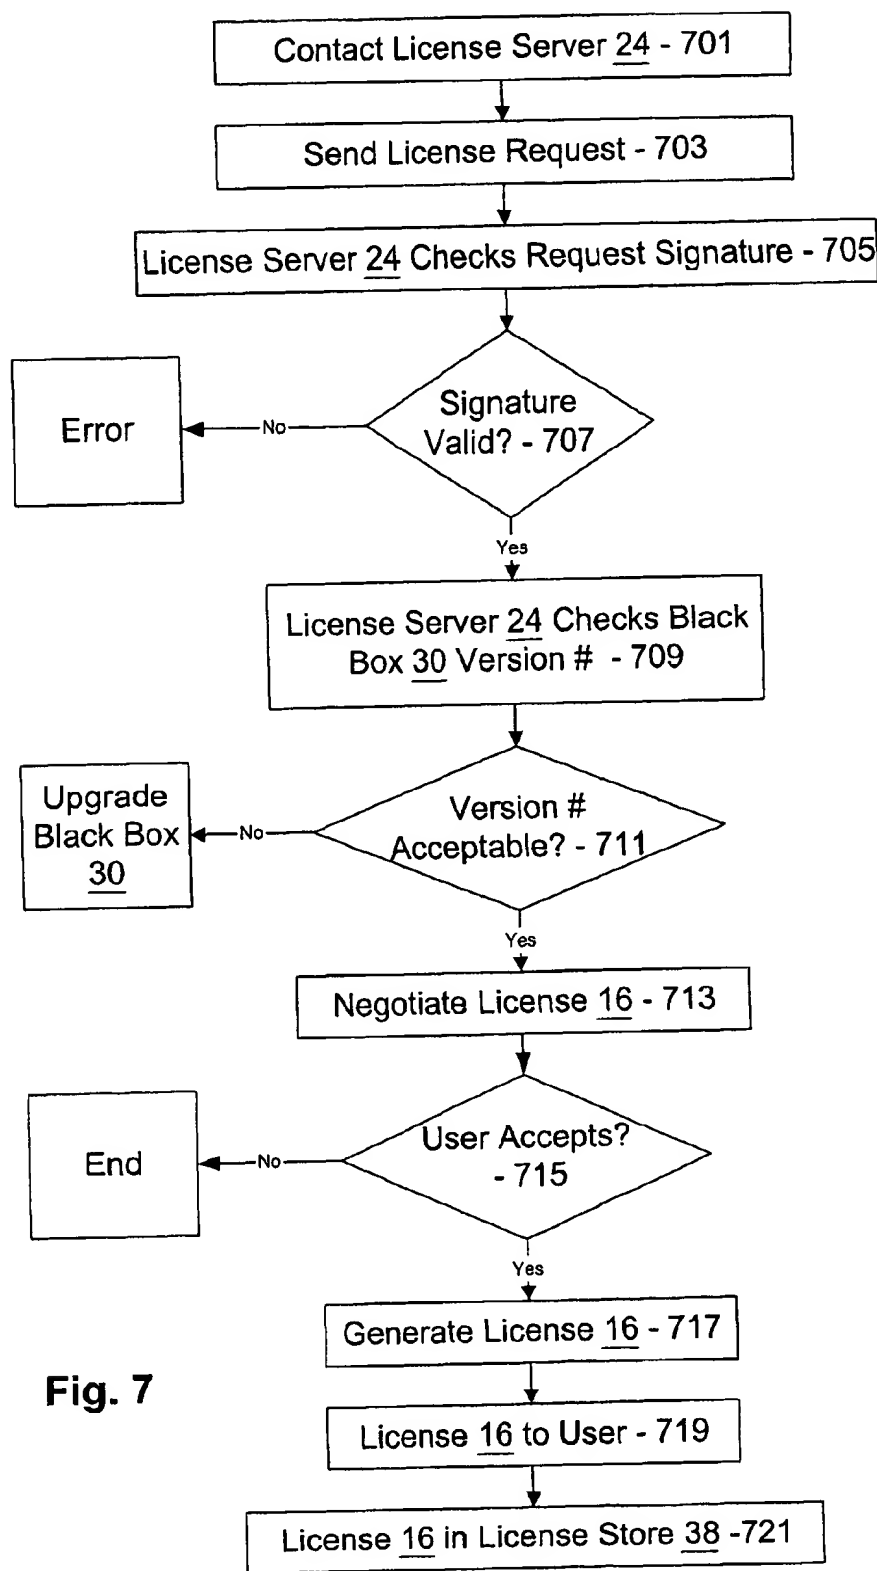 Contact License Server 24 - 701
Send License Request - 703
License Server 24 Checks Request Signature - 705
Signature
Valid? - 707
No
Error
Yes
License Server 24 Checks Black
Box 30 Version # - 709
Version #
Acceptable? - 711
No
Upgrade
Black Box
30
Yes
Negotiate License 16 - 713
User Accepts?
- 715
No
End
Yes
Generate License 16 - 717
Fig. 7
License 16 to User - 719
License 16 in License Store 38 -721